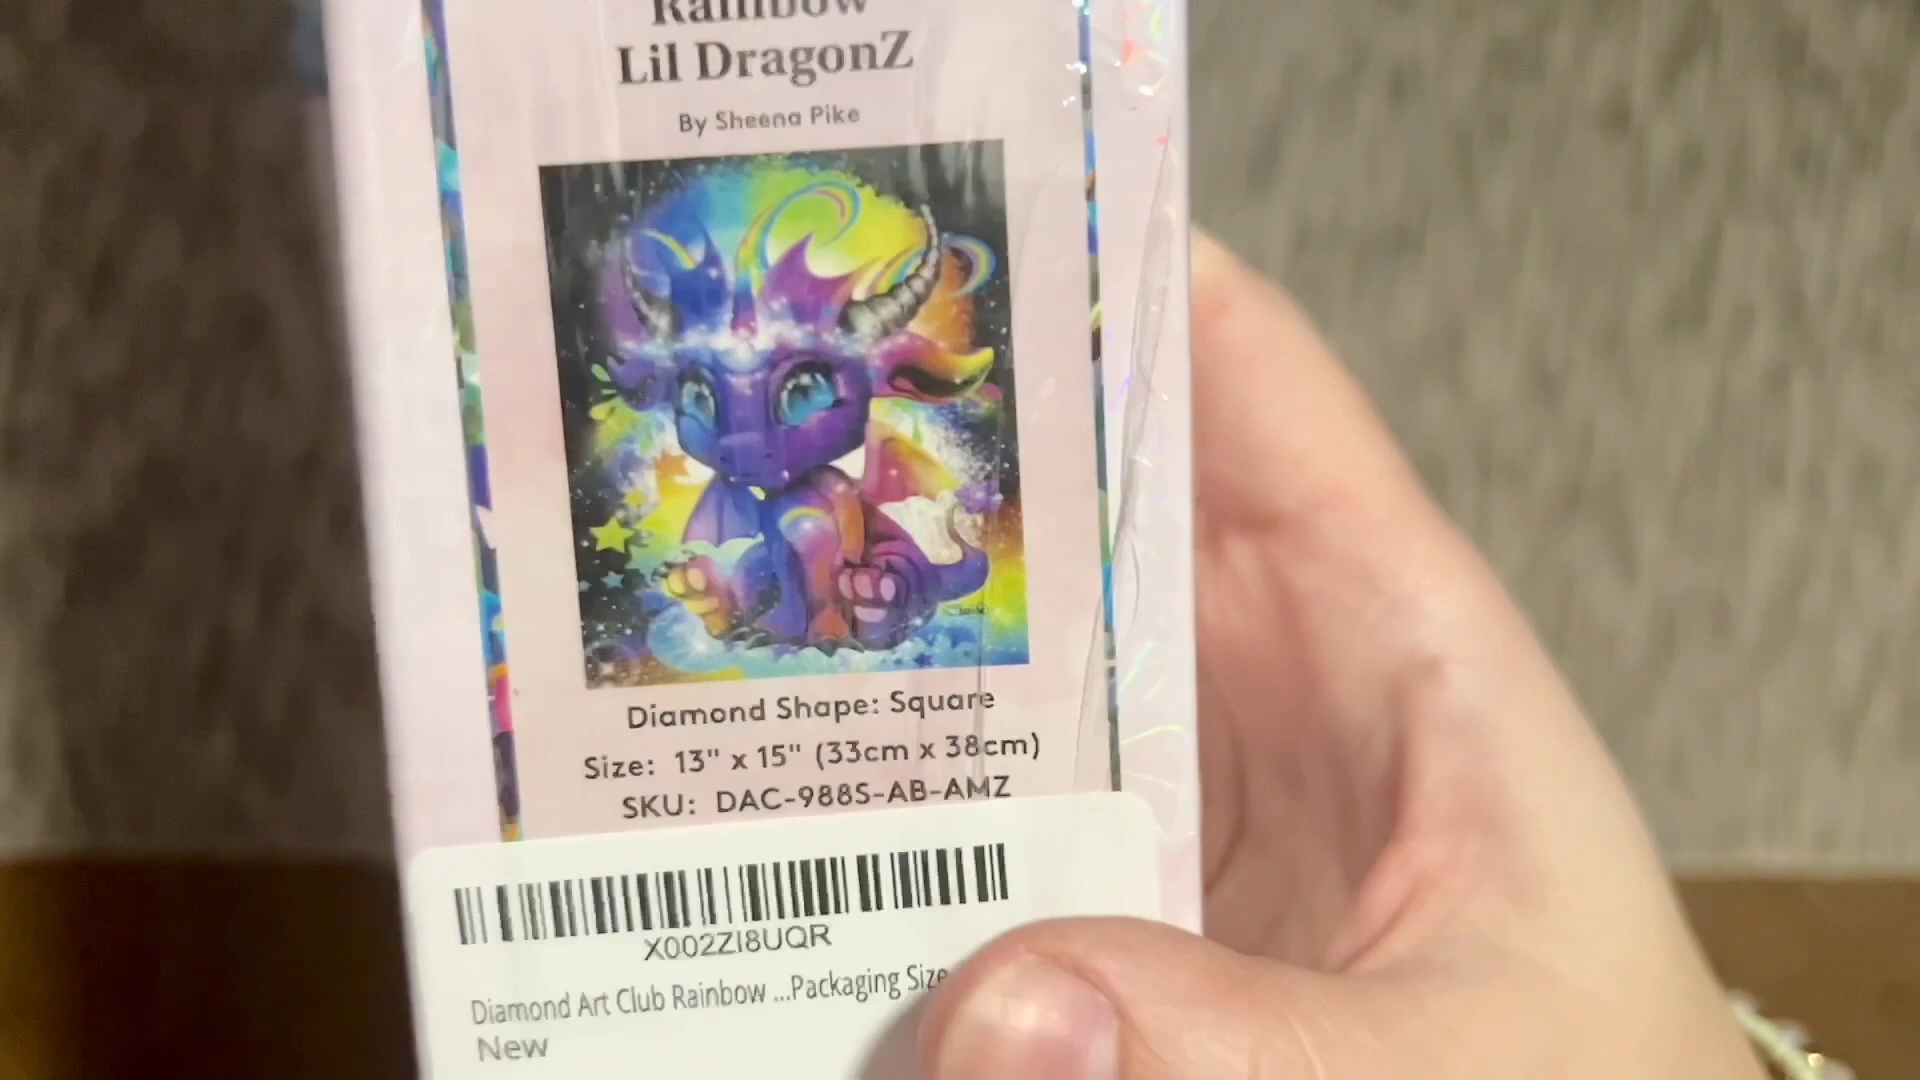 Rainbow
Lil DragonZ
By Sheena Pike
Diamond Shape: Square
Size: 13" x 15" (33cm x 38cm)
SKU: DAC-988S-AB-AMZ
X002ZI8UQR
Diamond Art Club Rainbow ...Packaging Size
New